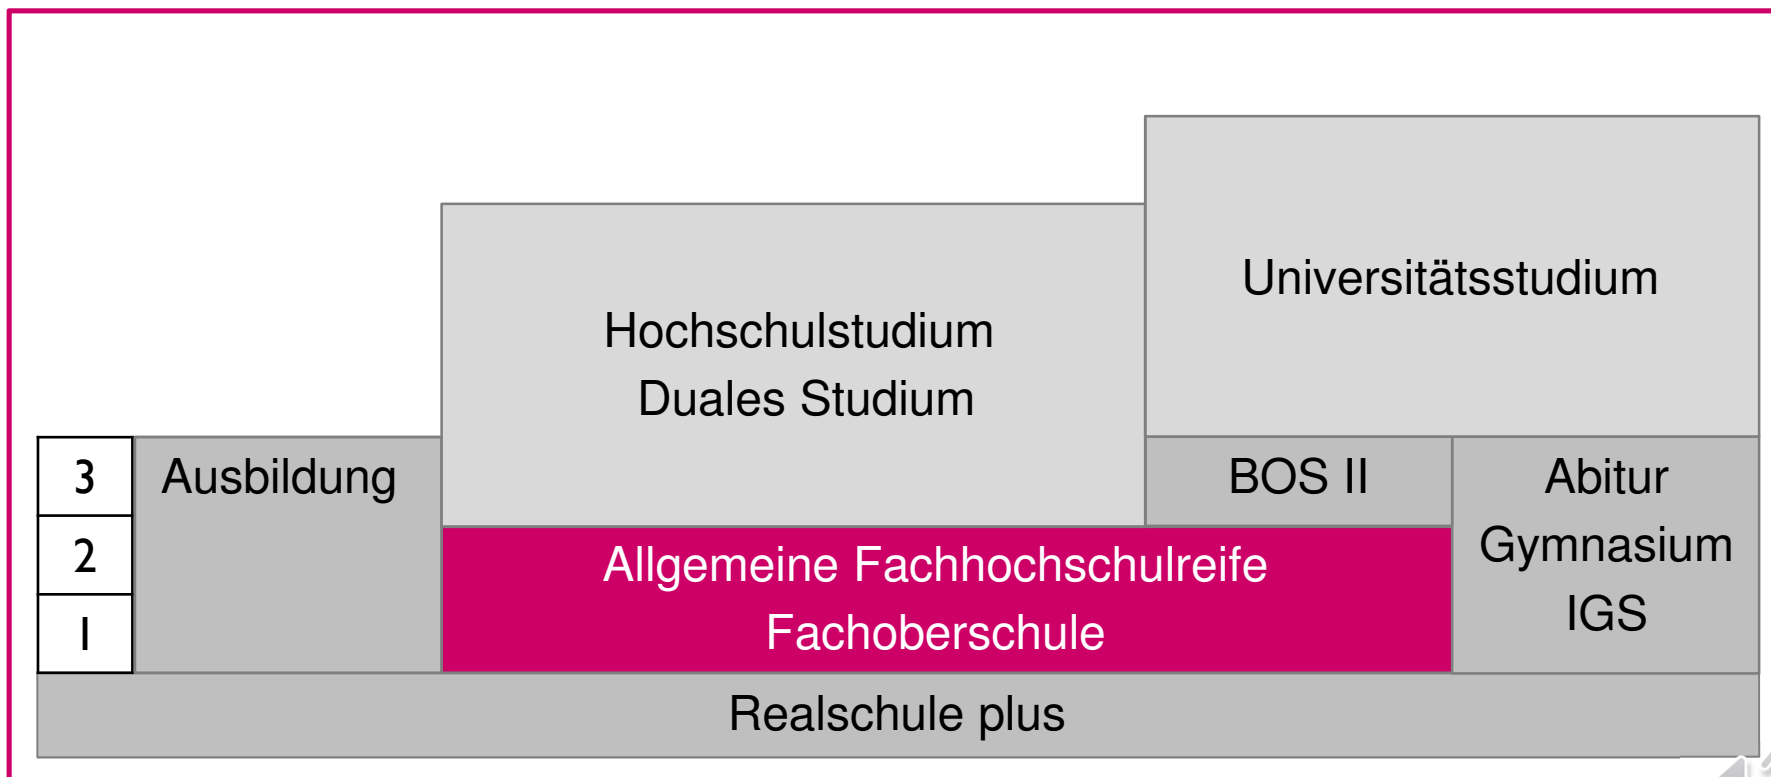 Universitätsstudium
Hochschulstudium
Duales Studium
3
Ausbildung
BOS II
Abitur
2
Allgemeine Fachhochschulreife
Gymnasium
1
Fachoberschule
IGS
Realschule plus